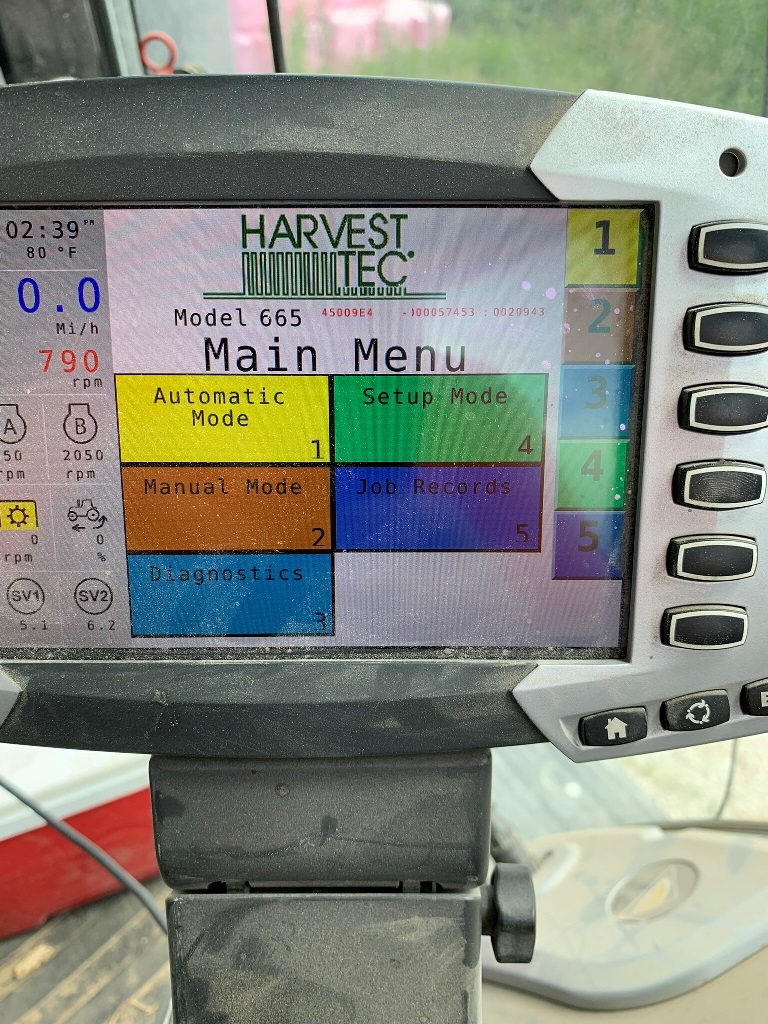 02:39 PM
80 °F
0.0
Mi/h
790
rpm
A
B
50
2050
rpm
rpm
0
0
rpm
%
SV1
SV2
5.1
6.2
HARVEST
TEC
Model 665
45009E4
Main Menu
Automatic
Mode
1
Setup Mode
4
Manual Mode
2
Job Records
5
Diagnostics
3
1
2
3
4
5